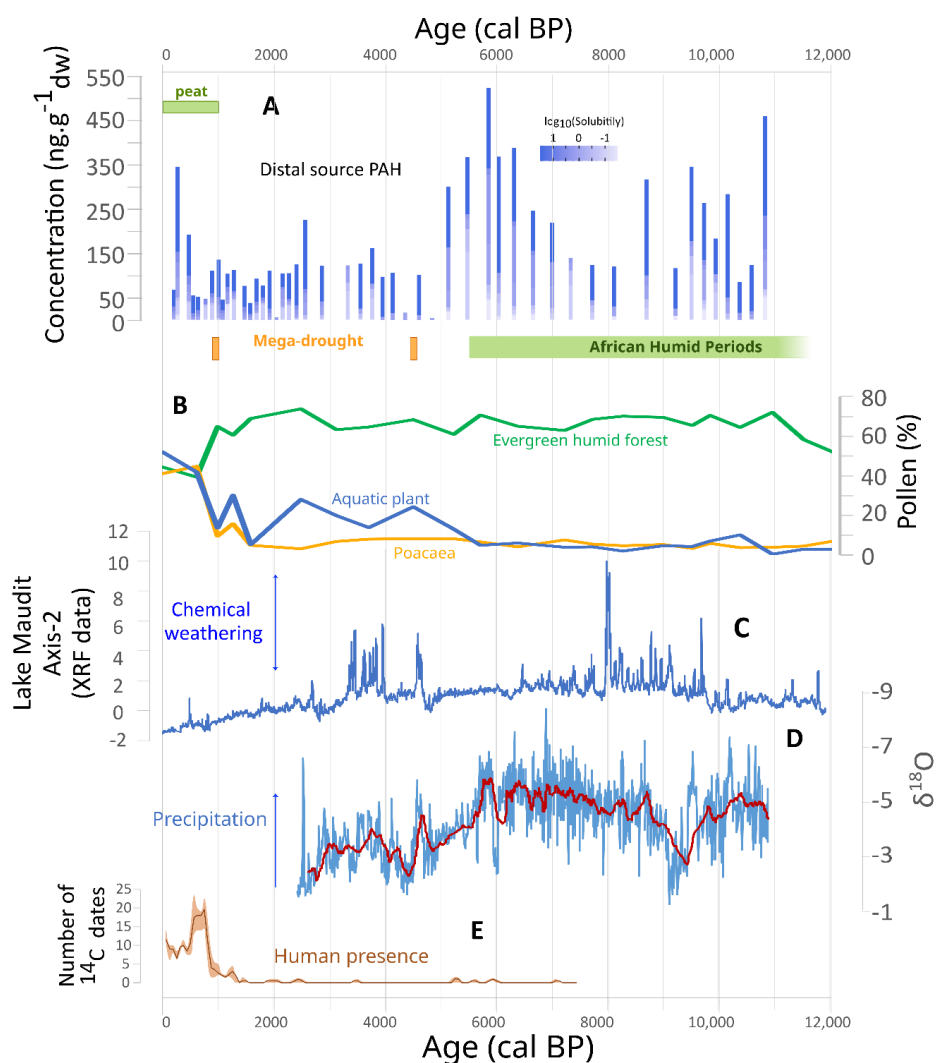 Age (cal BP)
0 2000 4000 6000 8000 10,000 12,000
Concentration (ng.g⁻¹ dw)
550
450
350
250
150
50
0
peat
A
Distal source PAH
lcg10(Solubitily)
1 0 -1
Mega-drought
African Humid Periods
B
Evergreen humid forest
Aquatic plant
Poacaea
Pollen (%)
80
60
40
20
0
Lake Maudit
Axis-2
(XRF data)
12
10
8
6
4
2
0
-2
Chemical
weathering
C
D
Precipitation
δ¹⁸O
-9
-7
-5
-3
-1
Number of
14C dates
25
20
15
10
5
0
E
Human presence
0 2000 4000 6000 8000 10,000 12,000
Age (cal BP)